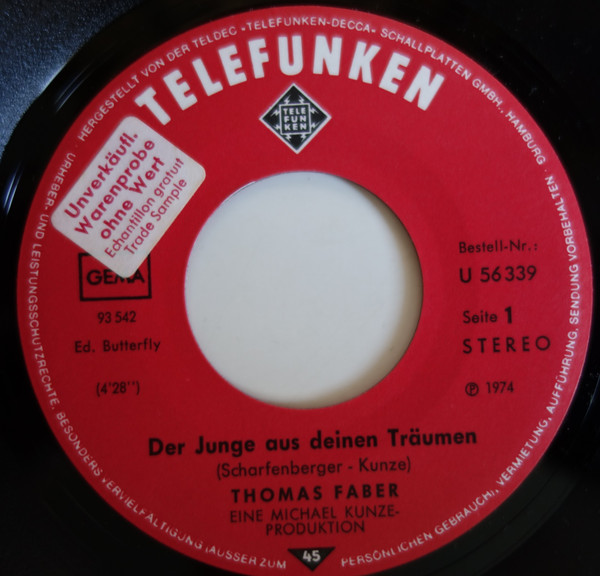 · HERGESTELLT VON DER TELDEC »TELEFUNKEN-DECCA« SCHALLPLATTEN GMBH., HAMBURG ·
URHEBER- UND LEISTUNGSSCHUTZRECHTE, BESONDERS VERVIELFÄLTIGUNG (AUSSER ZUM PERSÖNLICHEN GEBRAUCH), VERMIETUNG, AUFFÜHRUNG, SENDUNG VORBEHALTEN
TELEFUNKEN
TELE
FUN
KEN
Unverkäufl.
Warenprobe
ohne Wert
Echantillon gratuit
Trade Sample
GEMA
93 542
Ed. Butterfly
(4'28'')
Bestell-Nr.:
U 56 339
Seite 1
STEREO
℗ 1974
Der Junge aus deinen Träumen
(Scharfenberger - Kunze)
THOMAS FABER
EINE MICHAEL KUNZE-
PRODUKTION
45